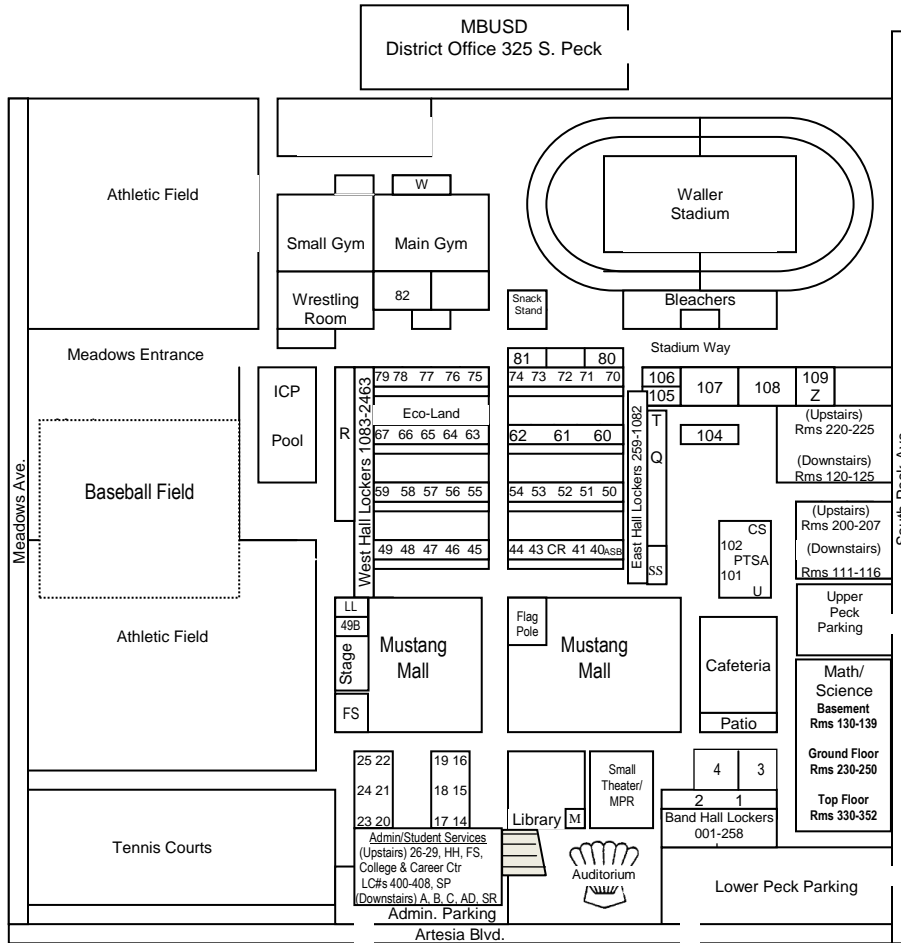 MBUSD
District Office 325 S. Peck
Athletic Field
W
Small Gym
Main Gym
Wrestling
Room
82
Waller
Stadium
Snack
Stand
Bleachers
Meadows Entrance
Stadium Way
81 80
79 78 77 76 75
74 73 72 71 70
106
105
107
108
109
Z
ICP
Pool
R
West Hall Lockers 1083-2463
Eco-Land
67 66 65 64 63
62 61 60
East Hall Lockers 259-1082
T
Q
104
(Upstairs)
Rms 220-225
(Downstairs)
Rms 120-125
Meadows Ave.
Baseball Field
59 58 57 56 55
54 53 52 51 50
(Upstairs)
Rms 200-207
(Downstairs)
Rms 111-116
49 48 47 46 45
44 43 CR 41 40 ASB
SS
CS
102
PTSA
101
U
Athletic Field
LL
49B
Stage
FS
Mustang
Mall
Flag
Pole
Mustang
Mall
Cafeteria
Patio
Upper
Peck
Parking
Math/
Science
Basement
Rms 130-139
Ground Floor
Rms 230-250
Top Floor
Rms 330-352
25 22
24 21
23 20
19 16
18 15
17 14
Library
M
Small
Theater/
MPR
4 3
2 1
Band Hall Lockers
001-258
Tennis Courts
Admin/Student Services
(Upstairs) 26-29, HH, FS,
College & Career Ctr
LC#s 400-408, SP
(Downstairs) A, B, C, AD, SR
Auditorium
Lower Peck Parking
Admin. Parking
Artesia Blvd.